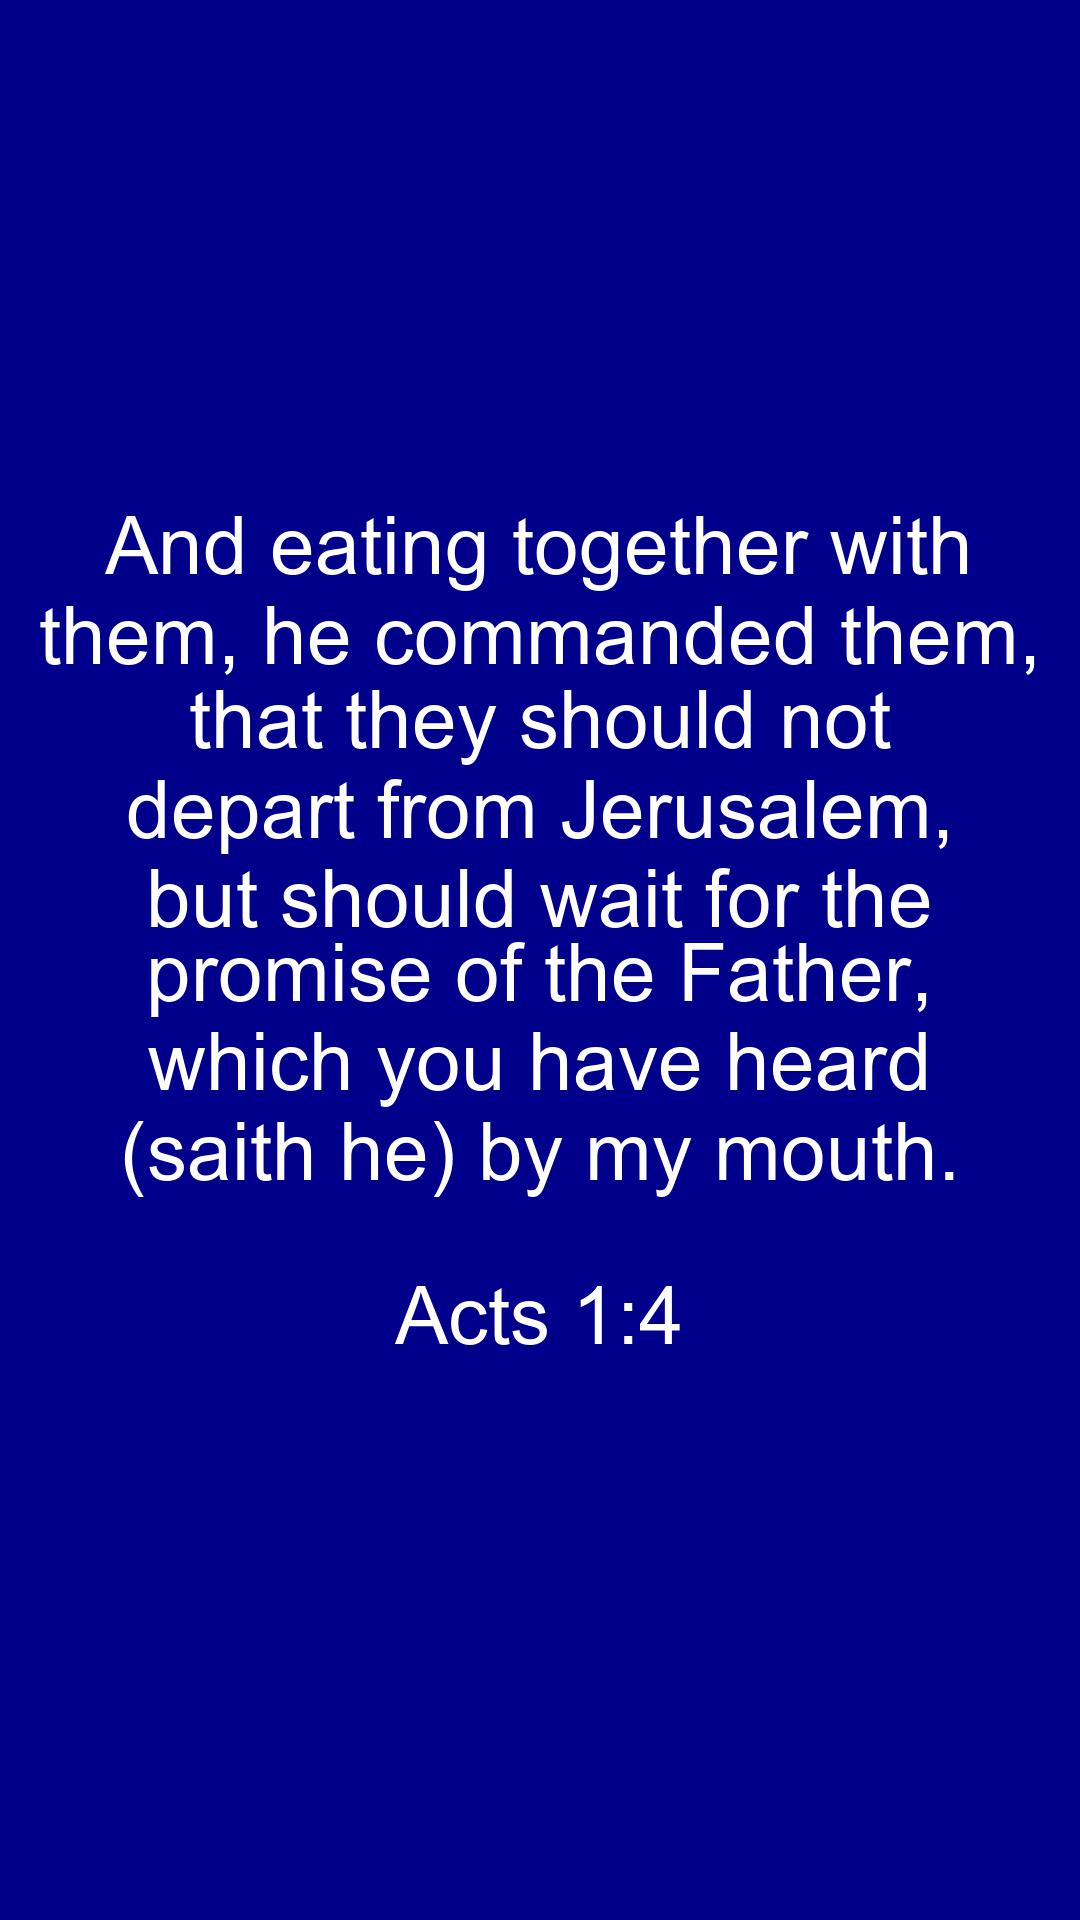 And eating together with
them, he commanded them,
that they should not
depart from Jerusalem,
but should wait for the
promise of the Father,
which you have heard
(saith he) by my mouth.
Acts 1:4